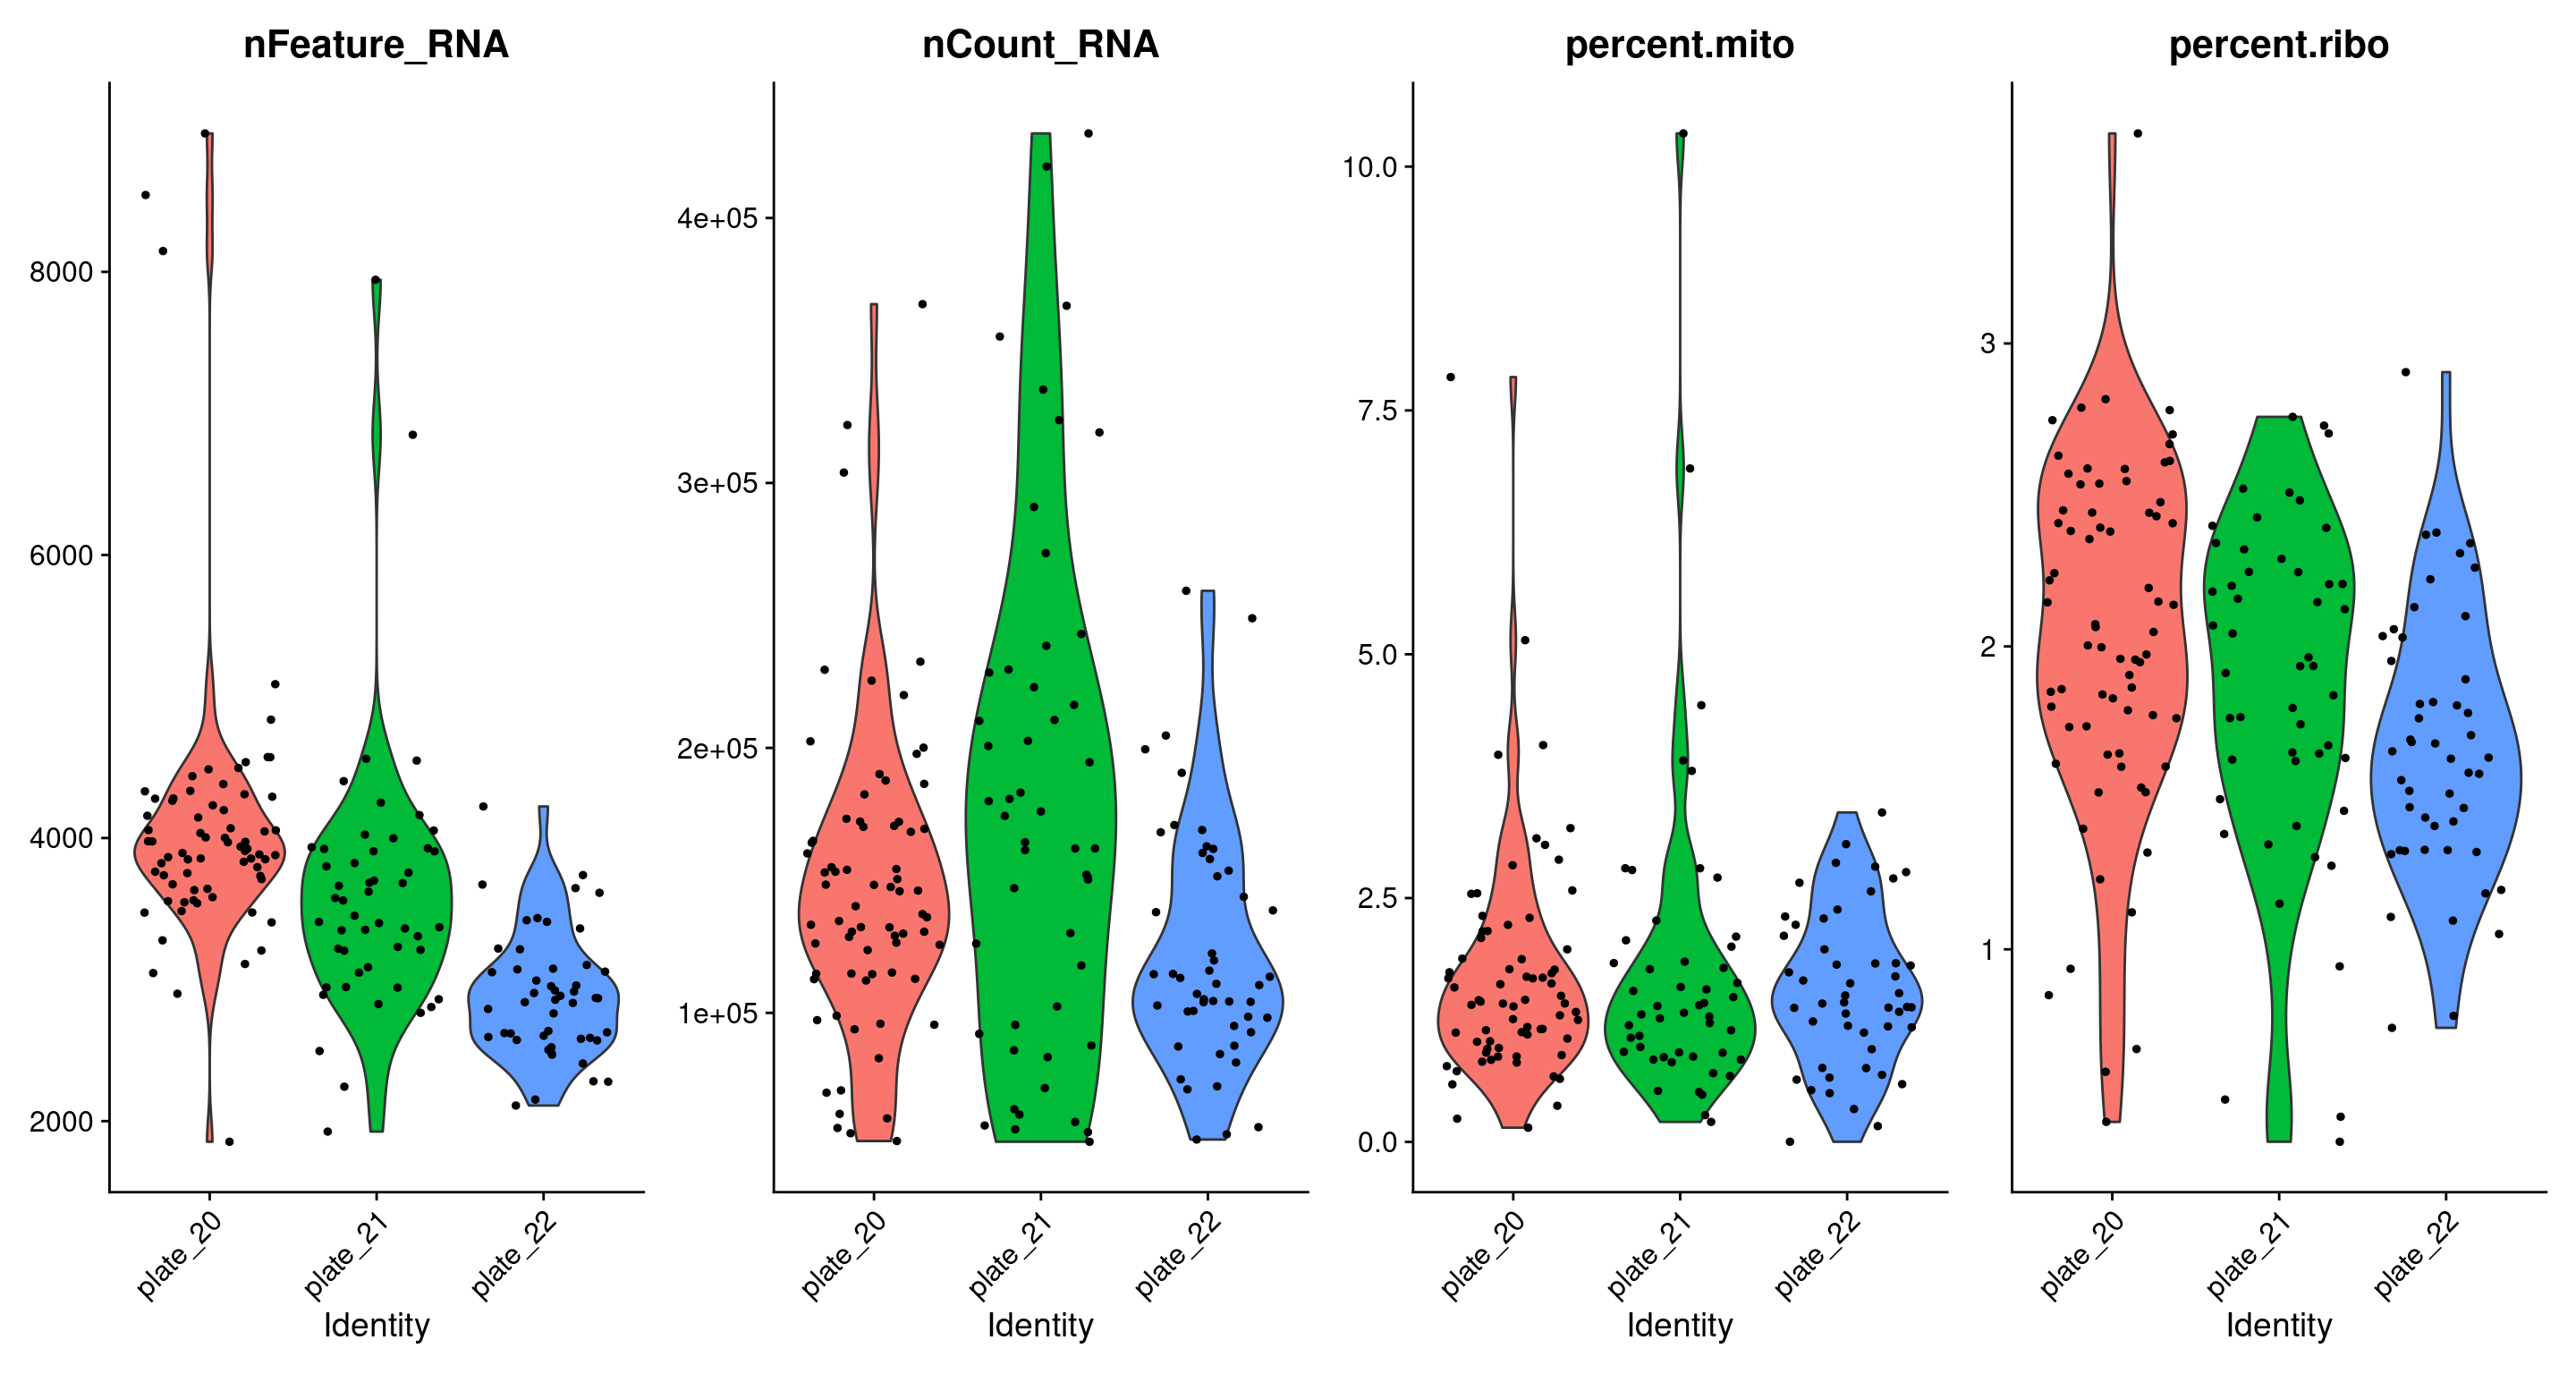 nFeature_RNA
8000
6000
4000
2000
plate_20
plate_21
plate_22
Identity
nCount_RNA
4e+05
3e+05
2e+05
1e+05
plate_20
plate_21
plate_22
Identity
percent.mito
10.0
7.5
5.0
2.5
0.0
plate_20
plate_21
plate_22
Identity
percent.ribo
3
2
1
plate_20
plate_21
plate_22
Identity